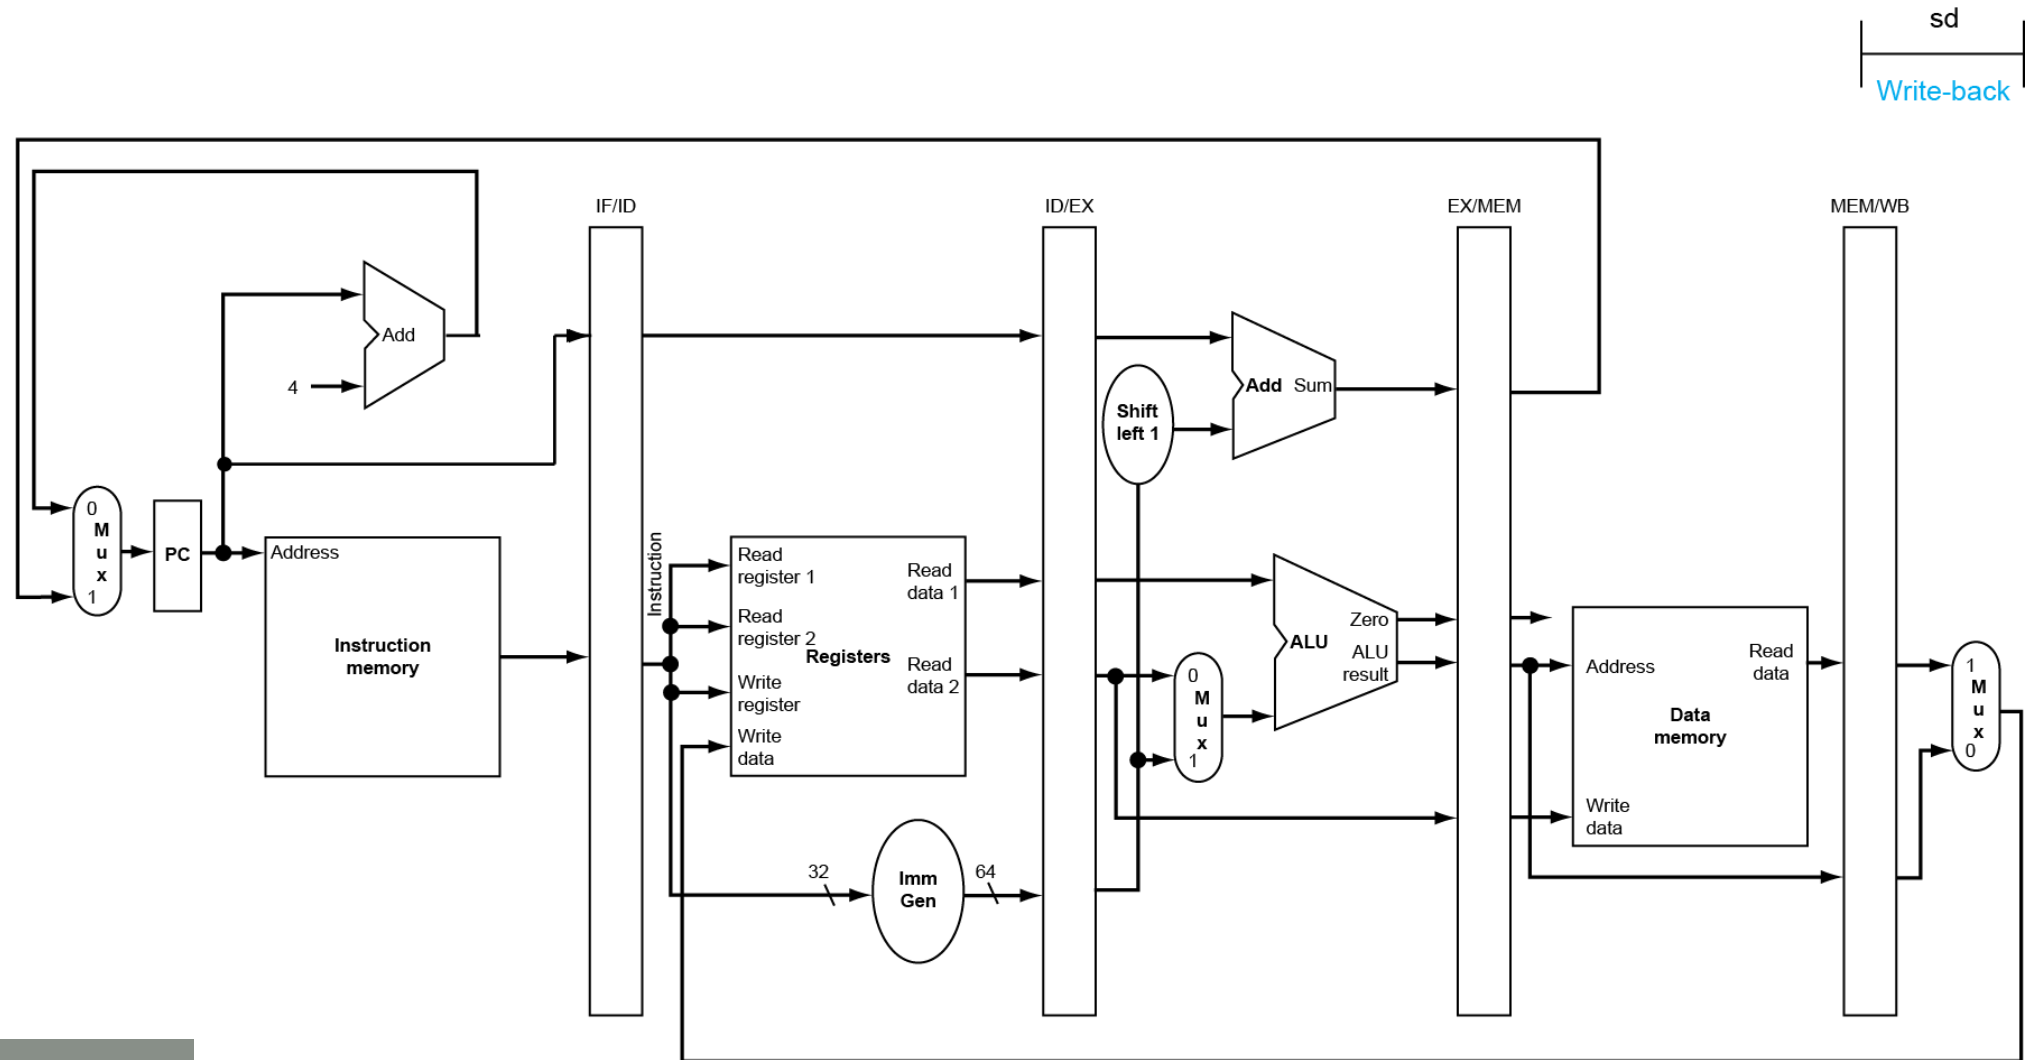 sd
Write-back
IF/ID
ID/EX
EX/MEM
MEM/WB
Add
4
0
M
u
x
1
PC
Address
Instruction
memory
Instruction
Read
register 1
Read
register 2
Write
register
Write
data
Registers
Read
data 1
Read
data 2
32
Imm
Gen
64
Shift
left 1
Add Sum
0
M
u
x
1
ALU
Zero
ALU
result
Address
Write
data
Data
memory
Read
data
1
M
u
x
0